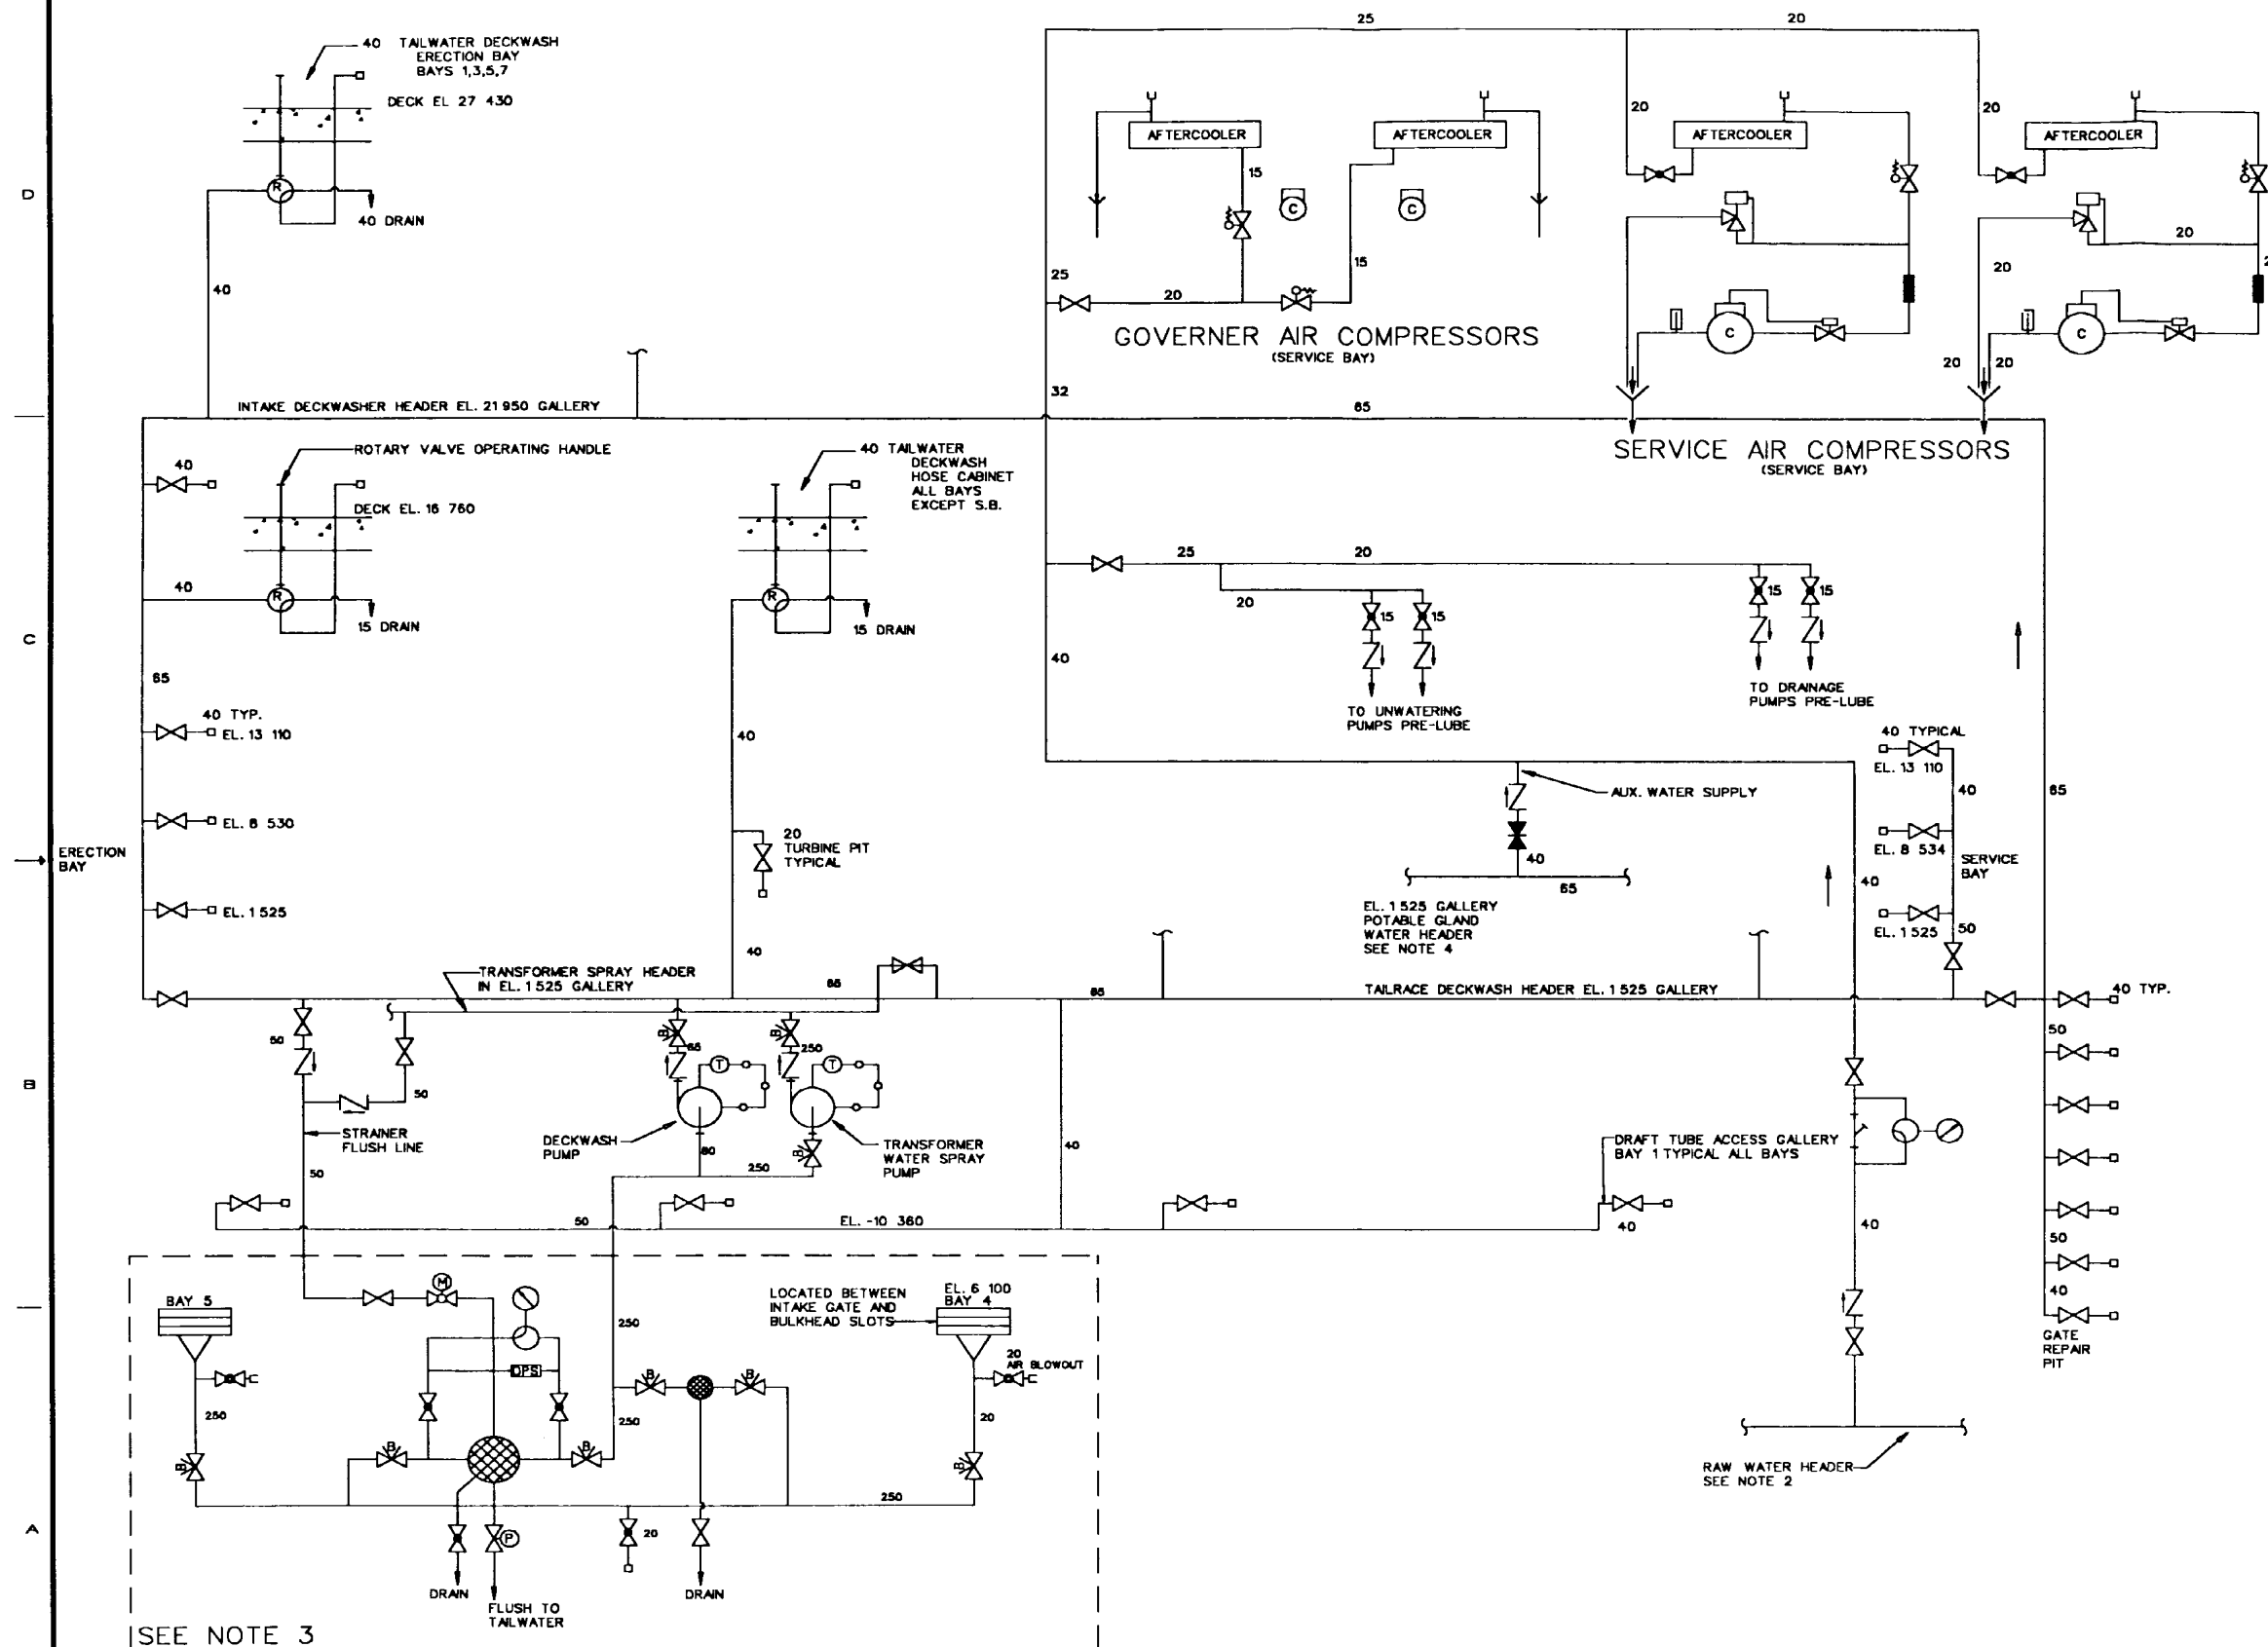 25
20
40 TAILWATER DECKWASH
ERECTION BAY
BAYS 1,3,5,7
DECK EL 27 430
AFTERCOOLER
AFTERCOOLER
AFTERCOOLER
AFTERCOOLER
20
20
D
R
40 DRAIN
40
15
C
C
15
25
20
20
20
C
C
GOVERNER AIR COMPRESSORS
(SERVICE BAY)
32
20
20
INTAKE DECKWASHER HEADER EL. 21 950 GALLERY
65
SERVICE AIR COMPRESSORS
(SERVICE BAY)
ROTARY VALVE OPERATING HANDLE
40
DECK EL. 16 760
40 TAILWATER
DECKWASH
HOSE CABINET
ALL BAYS
EXCEPT S.B.
40
R
15 DRAIN
R
15 DRAIN
25
20
20
15
15
15
15
C
40
65
TO UNWATERING
PUMPS PRE-LUBE
TO DRAINAGE
PUMPS PRE-LUBE
40 TYP.
EL. 13 110
40
40 TYPICAL
EL. 13 110
40
65
AUX. WATER SUPPLY
EL. 8 530
20
TURBINE PIT
TYPICAL
ERECTION
BAY
40
65
EL. 8 534
SERVICE
BAY
40
EL. 1 525
EL. 1 525 GALLERY
POTABLE GLAND
WATER HEADER
SEE NOTE 4
EL. 1 525
50
40
TRANSFORMER SPRAY HEADER
IN EL. 1 525 GALLERY
65
65
TAILRACE DECKWASH HEADER EL. 1 525 GALLERY
40 TYP.
50
B
65
B
250
50
T
T
B
50
STRAINER
FLUSH LINE
DECKWASH
PUMP
80
250
B
TRANSFORMER
WATER SPRAY
PUMP
40
DRAFT TUBE ACCESS GALLERY
BAY 1 TYPICAL ALL BAYS
50
50
EL. -10 360
40
40
50
40
BAY 5
M
LOCATED BETWEEN
INTAKE GATE AND
BULKHEAD SLOTS
EL. 6 100
BAY 4
250
GATE
REPAIR
PIT
DPS
B
B
20
AIR BLOWOUT
250
250
20
B
B
B
B
250
RAW WATER HEADER
SEE NOTE 2
A
P
20
DRAIN
FLUSH TO
TAILWATER
DRAIN
SEE NOTE 3